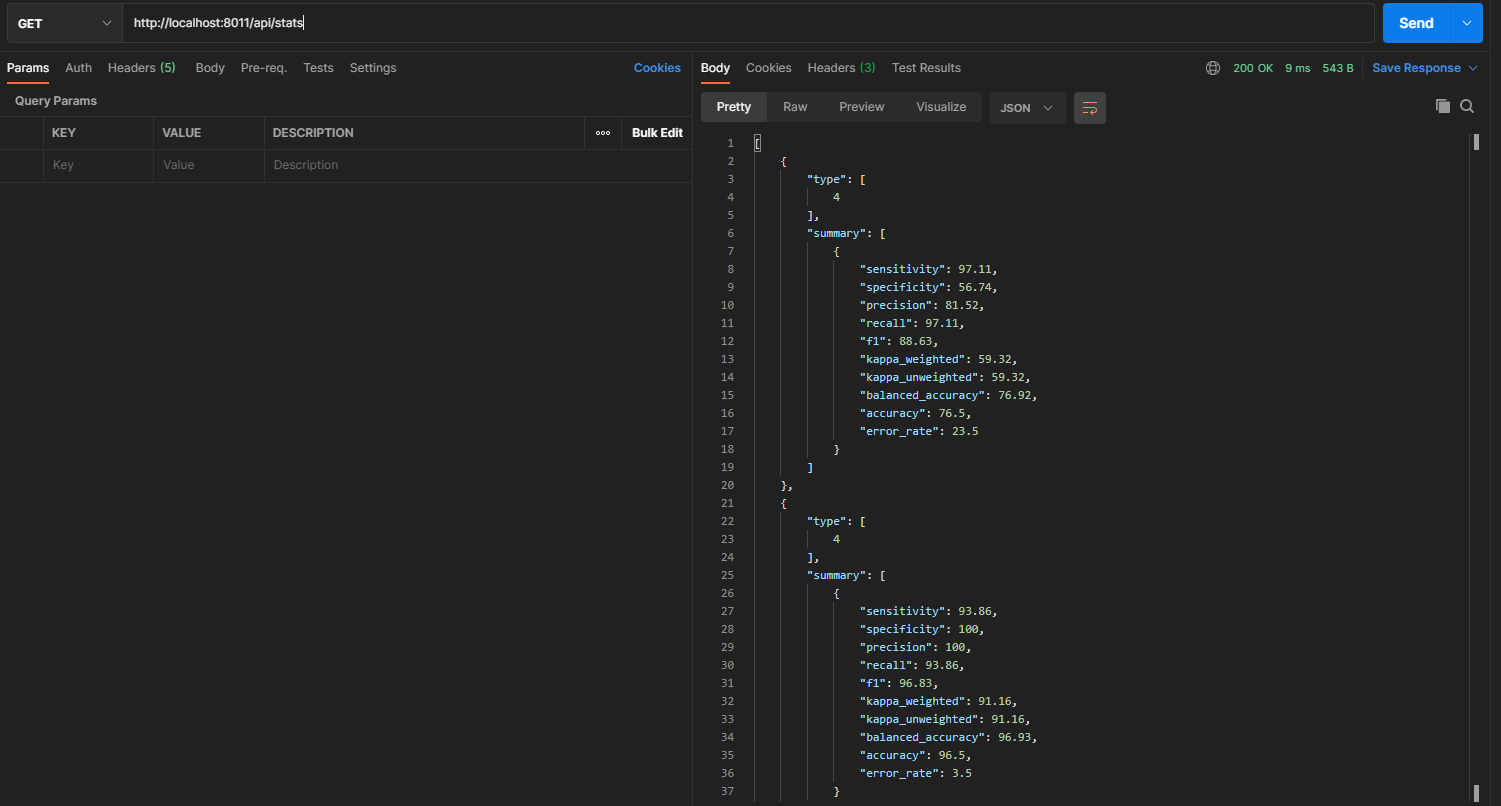 GET http://localhost:8011/api/stats Send
Params Auth Headers (5) Body Pre-req. Tests Settings Cookies
Query Params
KEY VALUE DESCRIPTION ooo Bulk Edit
Key Value Description
Body Cookies Headers (3) Test Results 200 OK 9 ms 543 B Save Response
Pretty Raw Preview Visualize JSON
1 [
2 {
3 "type": [
4 4
5 ],
6 "summary": [
7 {
8 "sensitivity": 97.11,
9 "specificity": 56.74,
10 "precision": 81.52,
11 "recall": 97.11,
12 "f1": 88.63,
13 "kappa_weighted": 59.32,
14 "kappa_unweighted": 59.32,
15 "balanced_accuracy": 76.92,
16 "accuracy": 76.5,
17 "error_rate": 23.5
18 }
19 ]
20 },
21 {
22 "type": [
23 4
24 ],
25 "summary": [
26 {
27 "sensitivity": 93.86,
28 "specificity": 100,
29 "precision": 100,
30 "recall": 93.86,
31 "f1": 96.83,
32 "kappa_weighted": 91.16,
33 "kappa_unweighted": 91.16,
34 "balanced_accuracy": 96.93,
35 "accuracy": 96.5,
36 "error_rate": 3.5
37 }